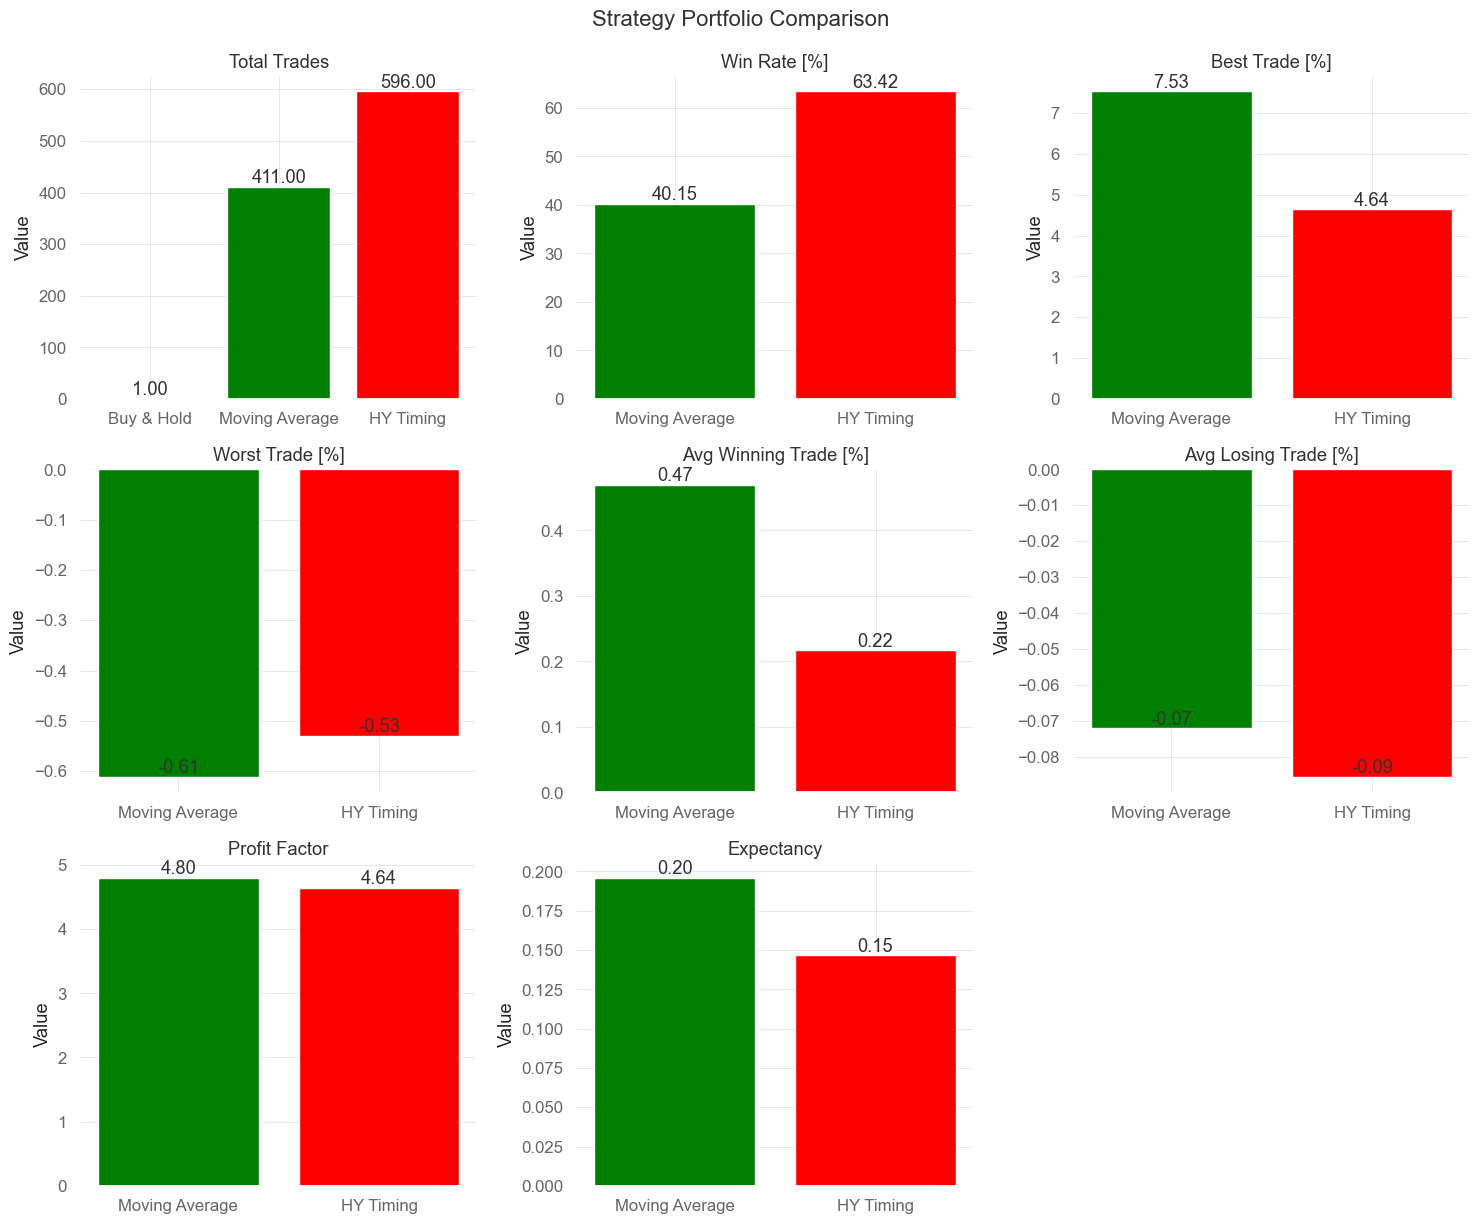 Strategy Portfolio Comparison
Total Trades
Value
600
500
400
300
200
100
0
1.00
411.00
596.00
Buy & Hold
Moving Average
HY Timing
Win Rate [%]
Value
60
50
40
30
20
10
0
40.15
63.42
Moving Average
HY Timing
Best Trade [%]
Value
7
6
5
4
3
2
1
0
7.53
4.64
Moving Average
HY Timing
Worst Trade [%]
Value
0.0
−0.1
−0.2
−0.3
−0.4
−0.5
−0.6
-0.61
-0.53
Moving Average
HY Timing
Avg Winning Trade [%]
Value
0.4
0.3
0.2
0.1
0.0
0.47
0.22
Moving Average
HY Timing
Avg Losing Trade [%]
Value
0.00
−0.01
−0.02
−0.03
−0.04
−0.05
−0.06
−0.07
−0.08
-0.07
-0.09
Moving Average
HY Timing
Profit Factor
Value
5
4
3
2
1
0
4.80
4.64
Moving Average
HY Timing
Expectancy
Value
0.200
0.175
0.150
0.125
0.100
0.075
0.050
0.025
0.000
0.20
0.15
Moving Average
HY Timing